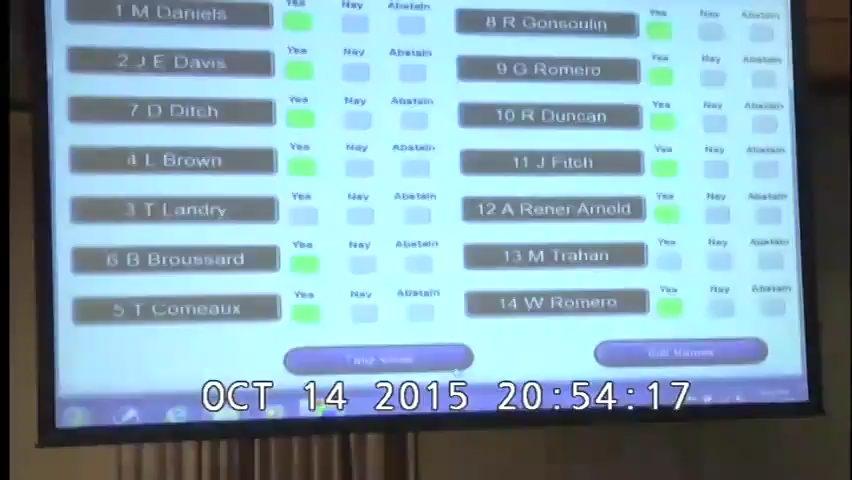 Yea Nay Abstain
1 M Daniels
Yea Nay Abstain
2 J E Davis
Yea Nay Abstain
7 D Ditch
Yea Nay Abstain
4 L Brown
Yea Nay Abstain
3 T Landry
Yea Nay Abstain
6 B Broussard
Yea Nay Abstain
5 T Comeaux
Yea Nay Abstain
8 R Gonsoulin
Yea Nay Abstain
9 G Romero
Yea Nay Abstain
10 R Duncan
Yea Nay Abstain
11 J Fitch
Yea Nay Abstain
12 A Rener Arnold
Yea Nay Abstain
13 M Trahan
Yea Nay Abstain
14 W Romero
OCT 14 2015 20:54:17